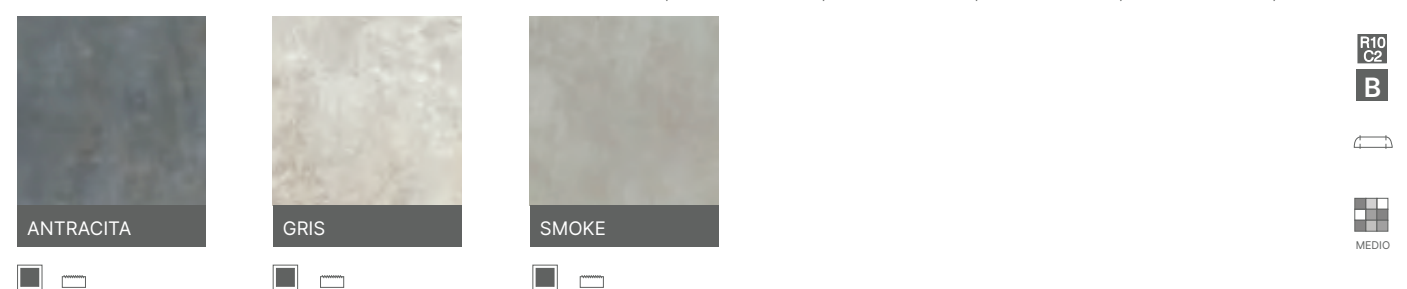 R10
C2
B
ANTRACITA
GRIS
SMOKE
MEDIO